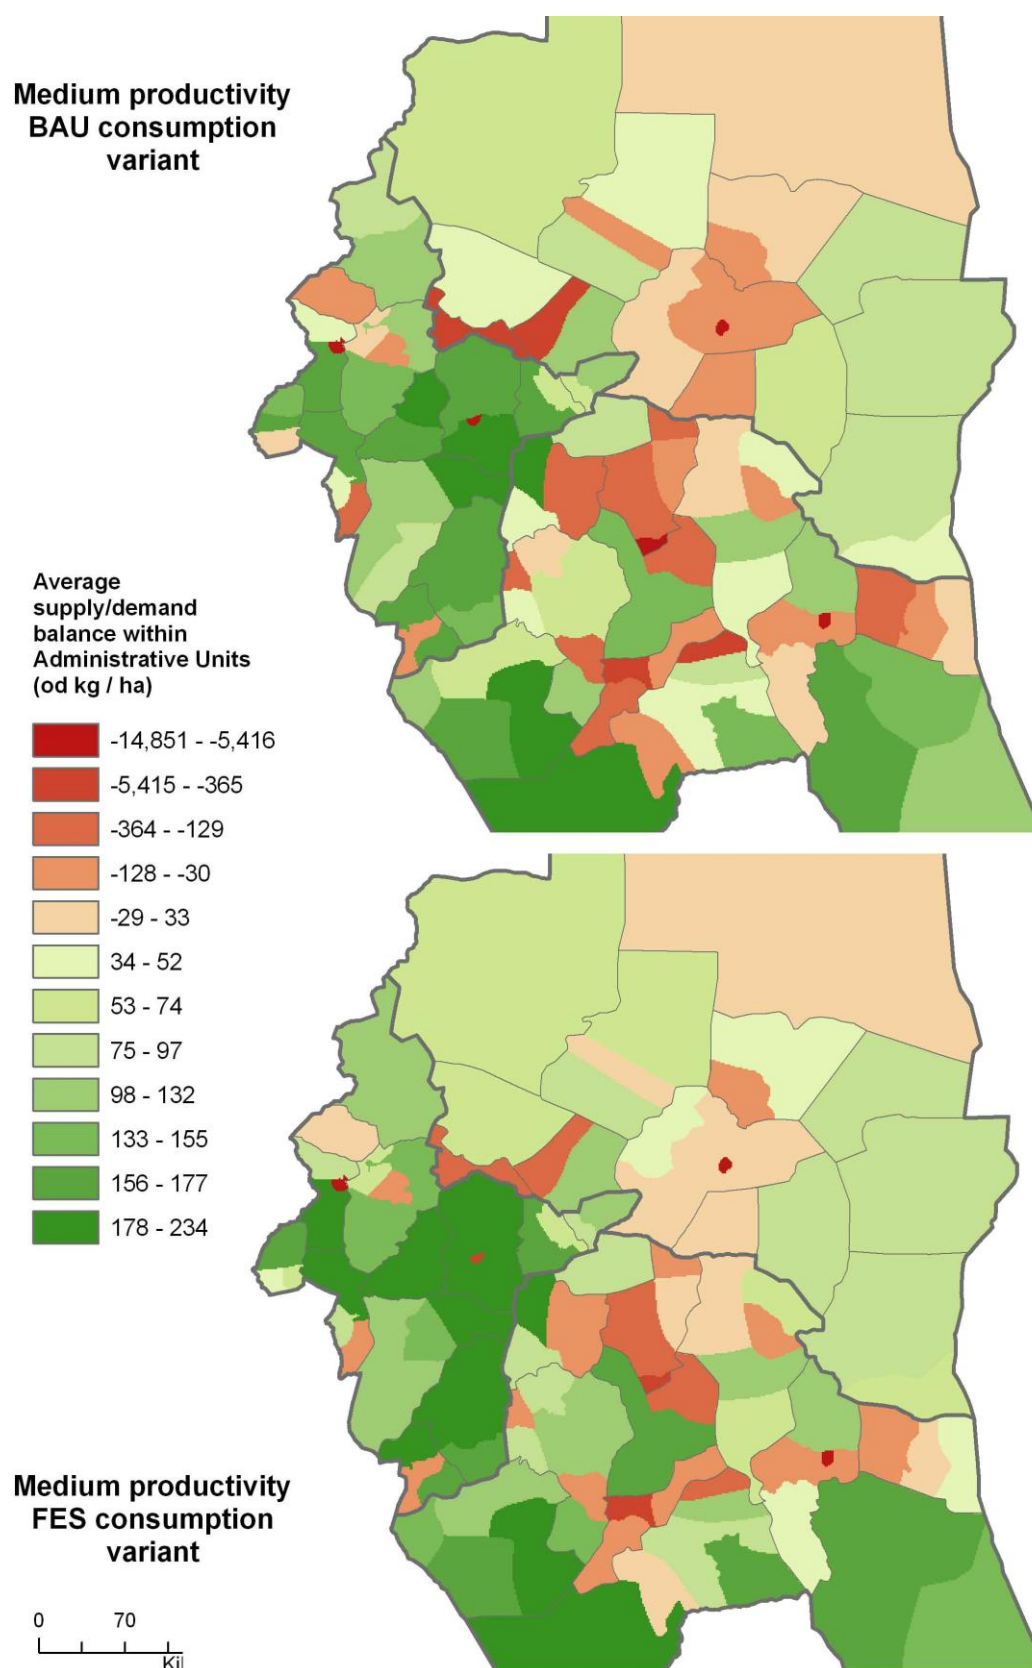 Medium productivity
BAU consumption
variant
Average
supply/demand
balance within
Administrative Units
(od kg / ha)
-14,851 - -5,416
-5,415 - -365
-364 - -129
-128 - -30
-29 - 33
34 - 52
53 - 74
75 - 97
98 - 132
133 - 155
156 - 177
178 - 234
Medium productivity
FES consumption
variant
0 70
Kil